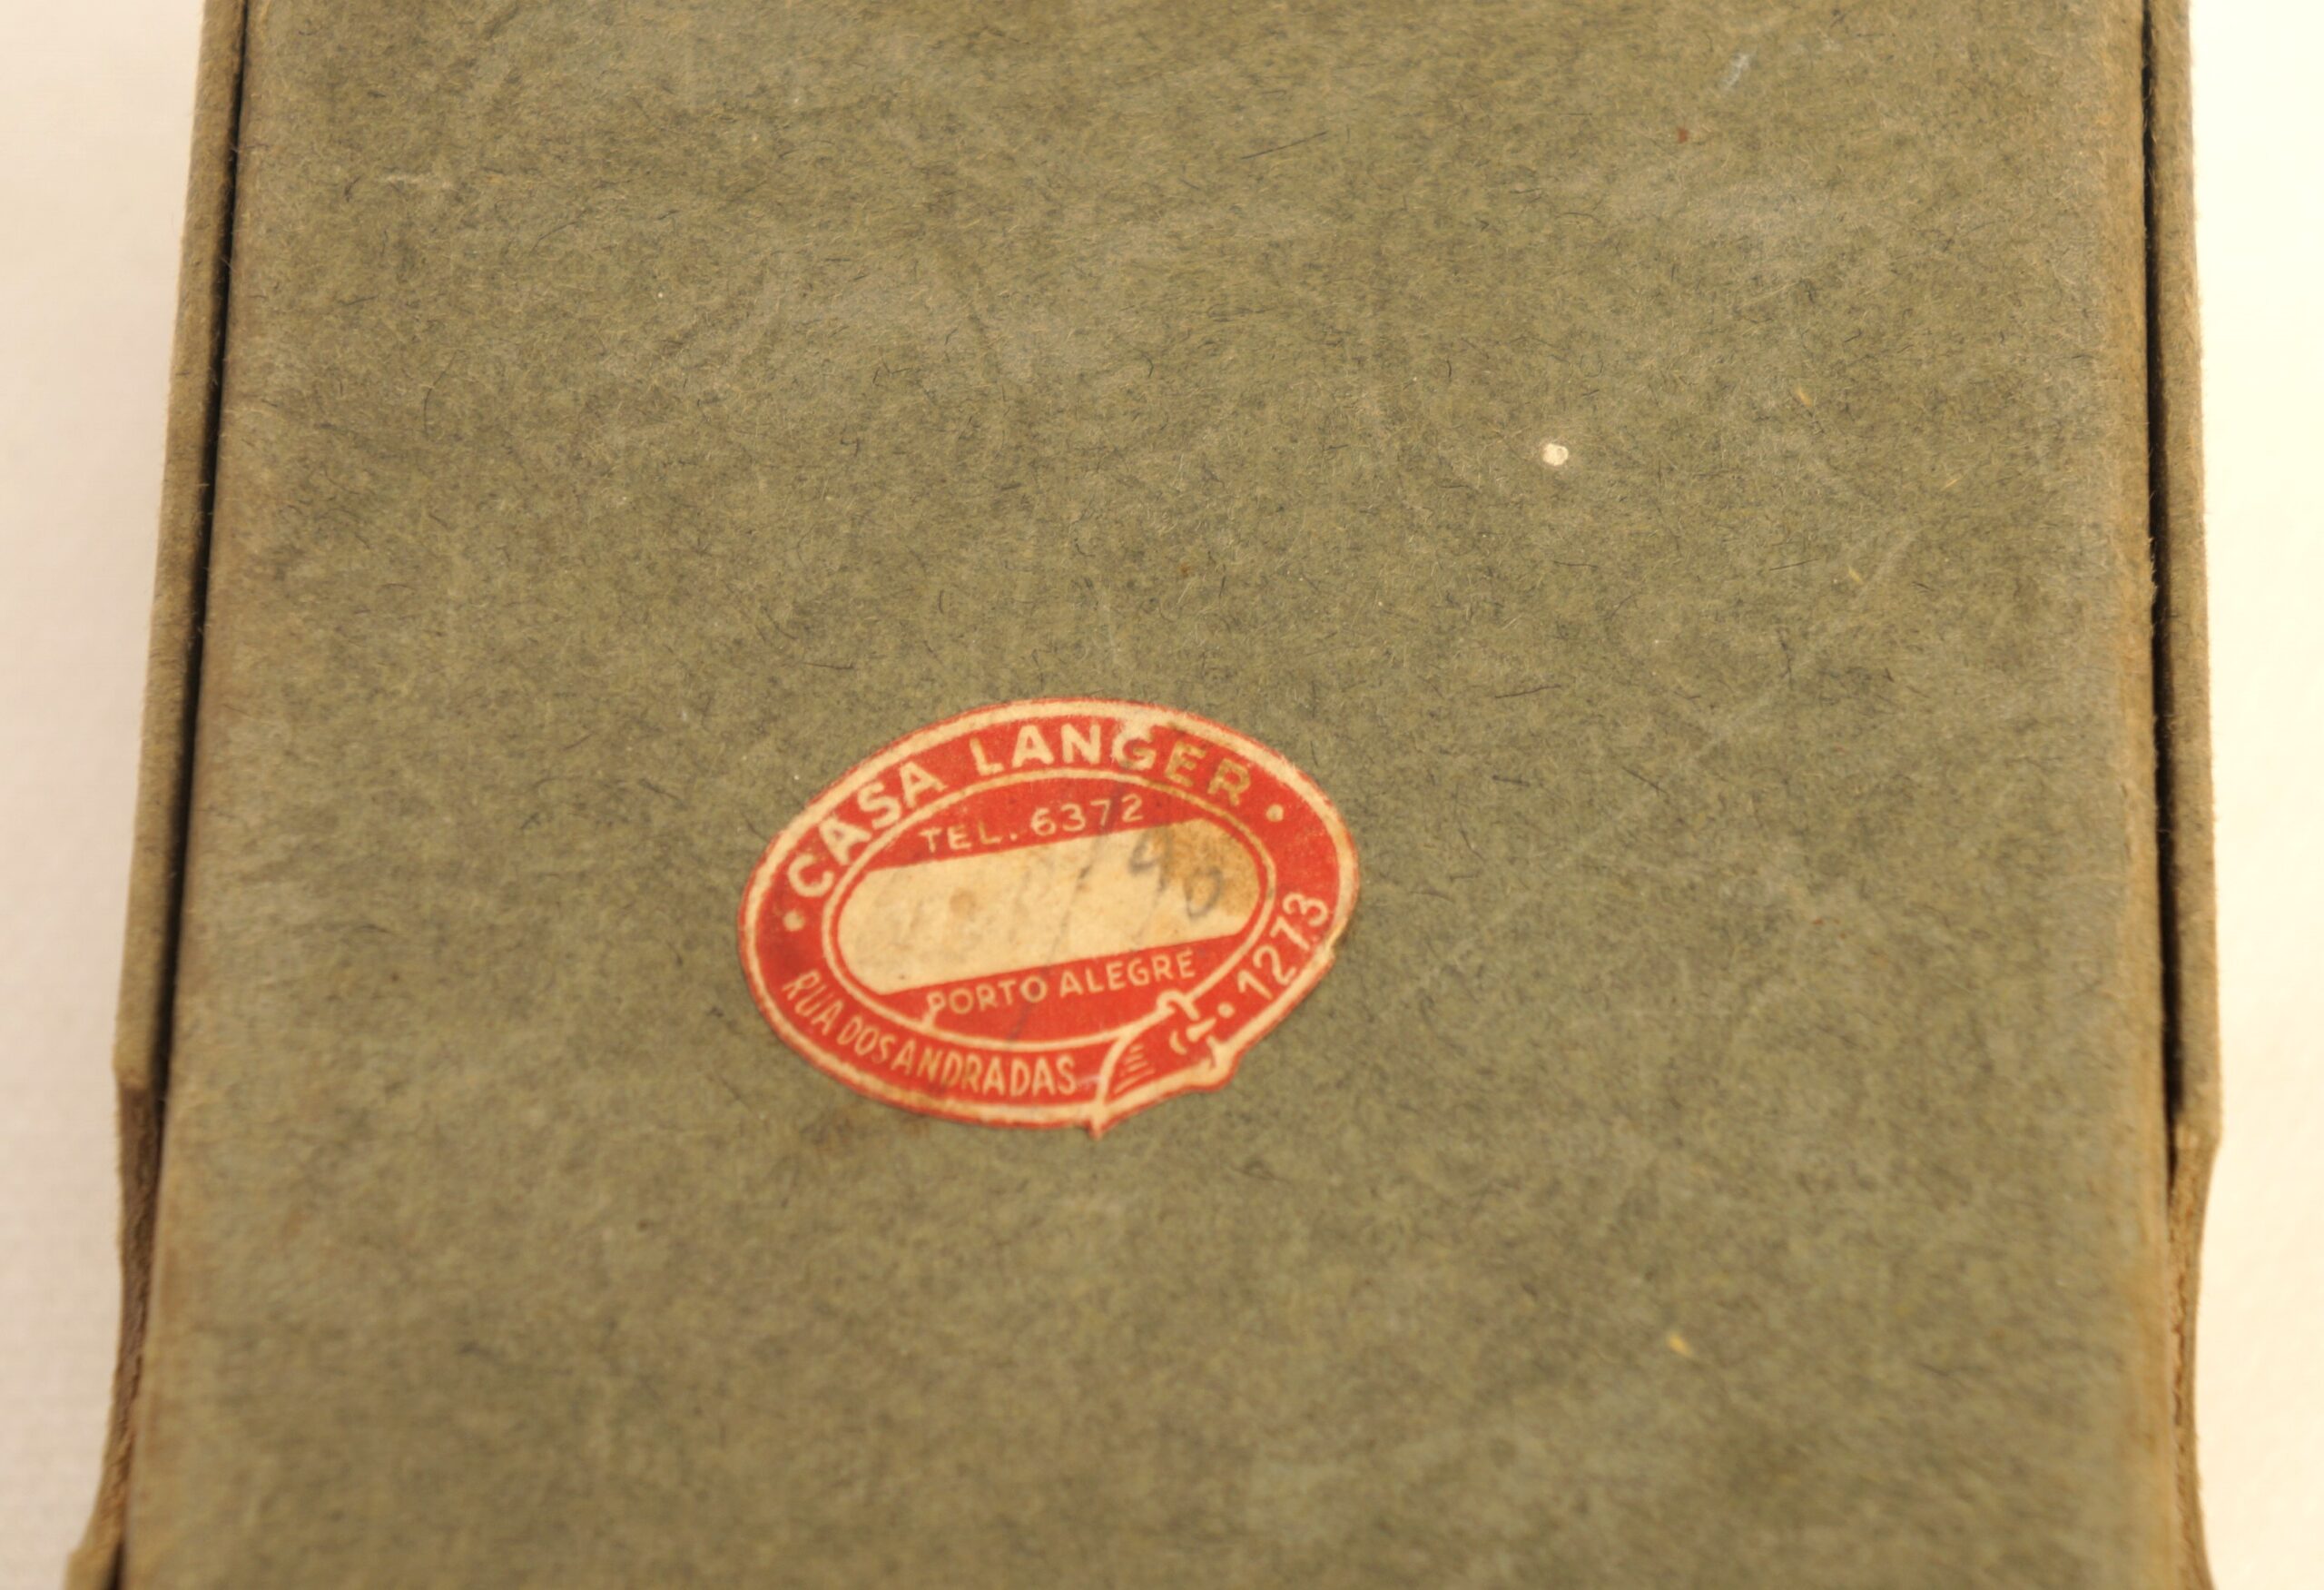 CASA LANGER
TEL. 6372
PORTO ALEGRE
RUA DOS ANDRADAS 1273